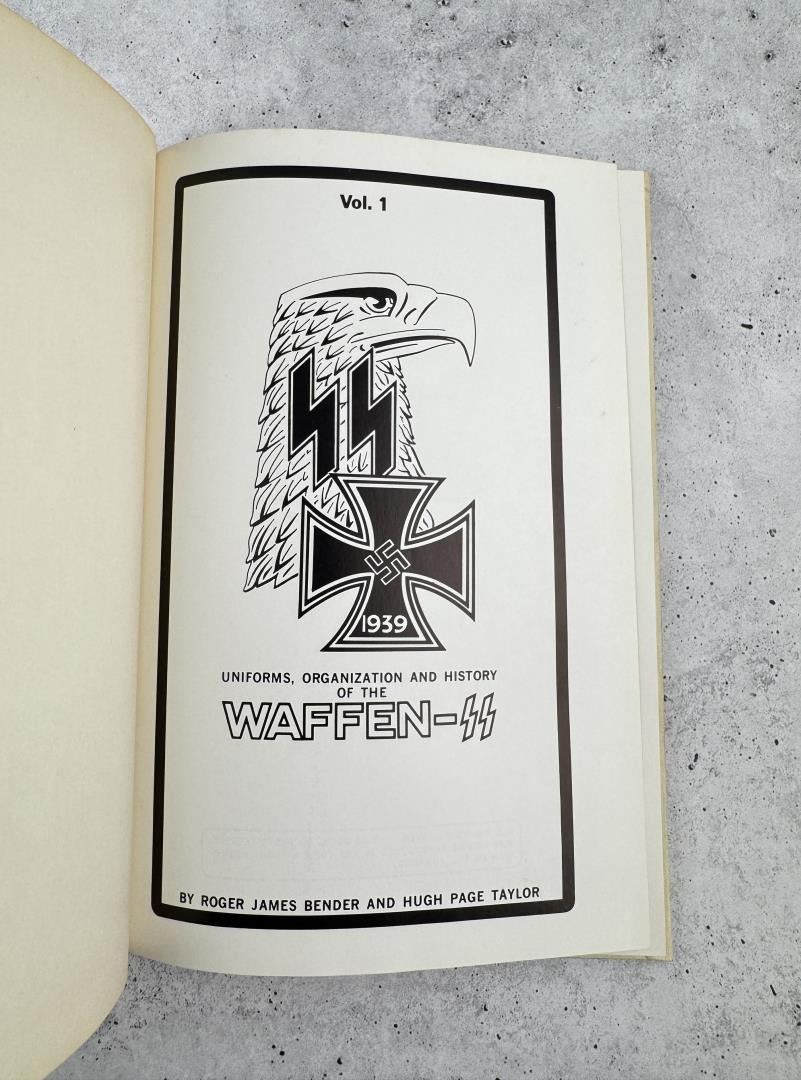 Vol. 1
SS
1939
UNIFORMS, ORGANIZATION AND HISTORY
OF THE
WAFFEN-SS
BY ROGER JAMES BENDER AND HUGH PAGE TAYLOR